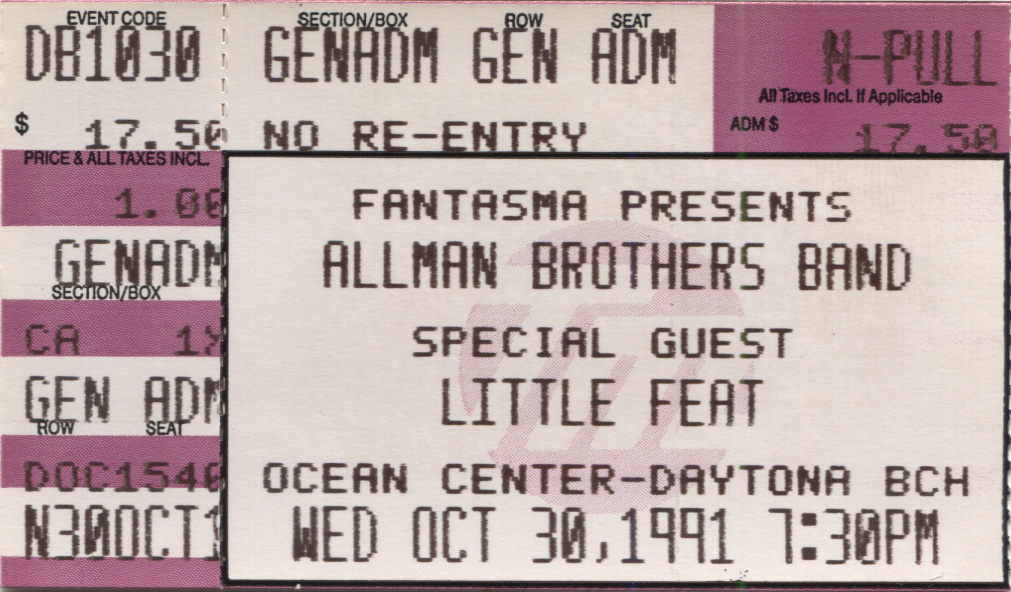 EVENT CODE SECTION/BOX ROW SEAT
DB1030 GENADM GEN ADM N-PULL
All Taxes Incl. If Applicable
$ 17.50 NO RE-ENTRY ADM $ 17.50
PRICE & ALL TAXES INCL.
1.00
FANTASMA PRESENTS
GENADM
ALLMAN BROTHERS BAND
SECTION/BOX
CA 1X
SPECIAL GUEST
GEN ADM
LITTLE FEAT
ROW SEAT
DOC1540
OCEAN CENTER-DAYTONA BCH
N30OCT1
WED OCT 30,1991 7:30PM